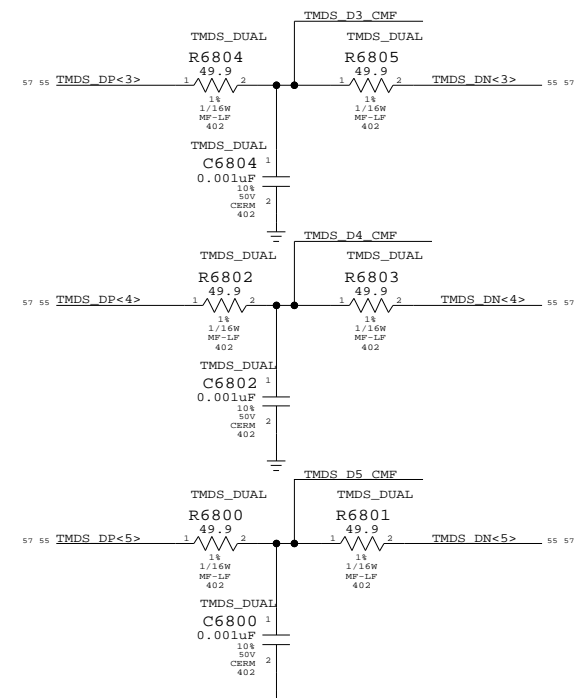 TMDS_D3_CMF
TMDS_DUAL TMDS_DUAL
R6804 R6805
49.9 49.9
57 55 TMDS_DP<3> 1 2 1 2 TMDS_DN<3> 55 57
1% 1%
1/16W 1/16W
MF-LF MF-LF
402 402
TMDS_DUAL
C6804 1
0.001uF
10%
50V
CERM 2
402
TMDS_D4_CMF
TMDS_DUAL TMDS_DUAL
R6802 R6803
49.9 49.9
57 55 TMDS_DP<4> 1 2 1 2 TMDS_DN<4> 55 57
1% 1%
1/16W 1/16W
MF-LF MF-LF
402 402
TMDS_DUAL
C6802 1
0.001uF
10%
50V
CERM 2
402
TMDS_D5_CMF
TMDS_DUAL TMDS_DUAL
R6800 R6801
49.9 49.9
57 55 TMDS_DP<5> 1 2 1 2 TMDS_DN<5> 55 57
1% 1%
1/16W 1/16W
MF-LF MF-LF
402 402
TMDS_DUAL
C6800 1
0.001uF
10%
50V
CERM 2
402